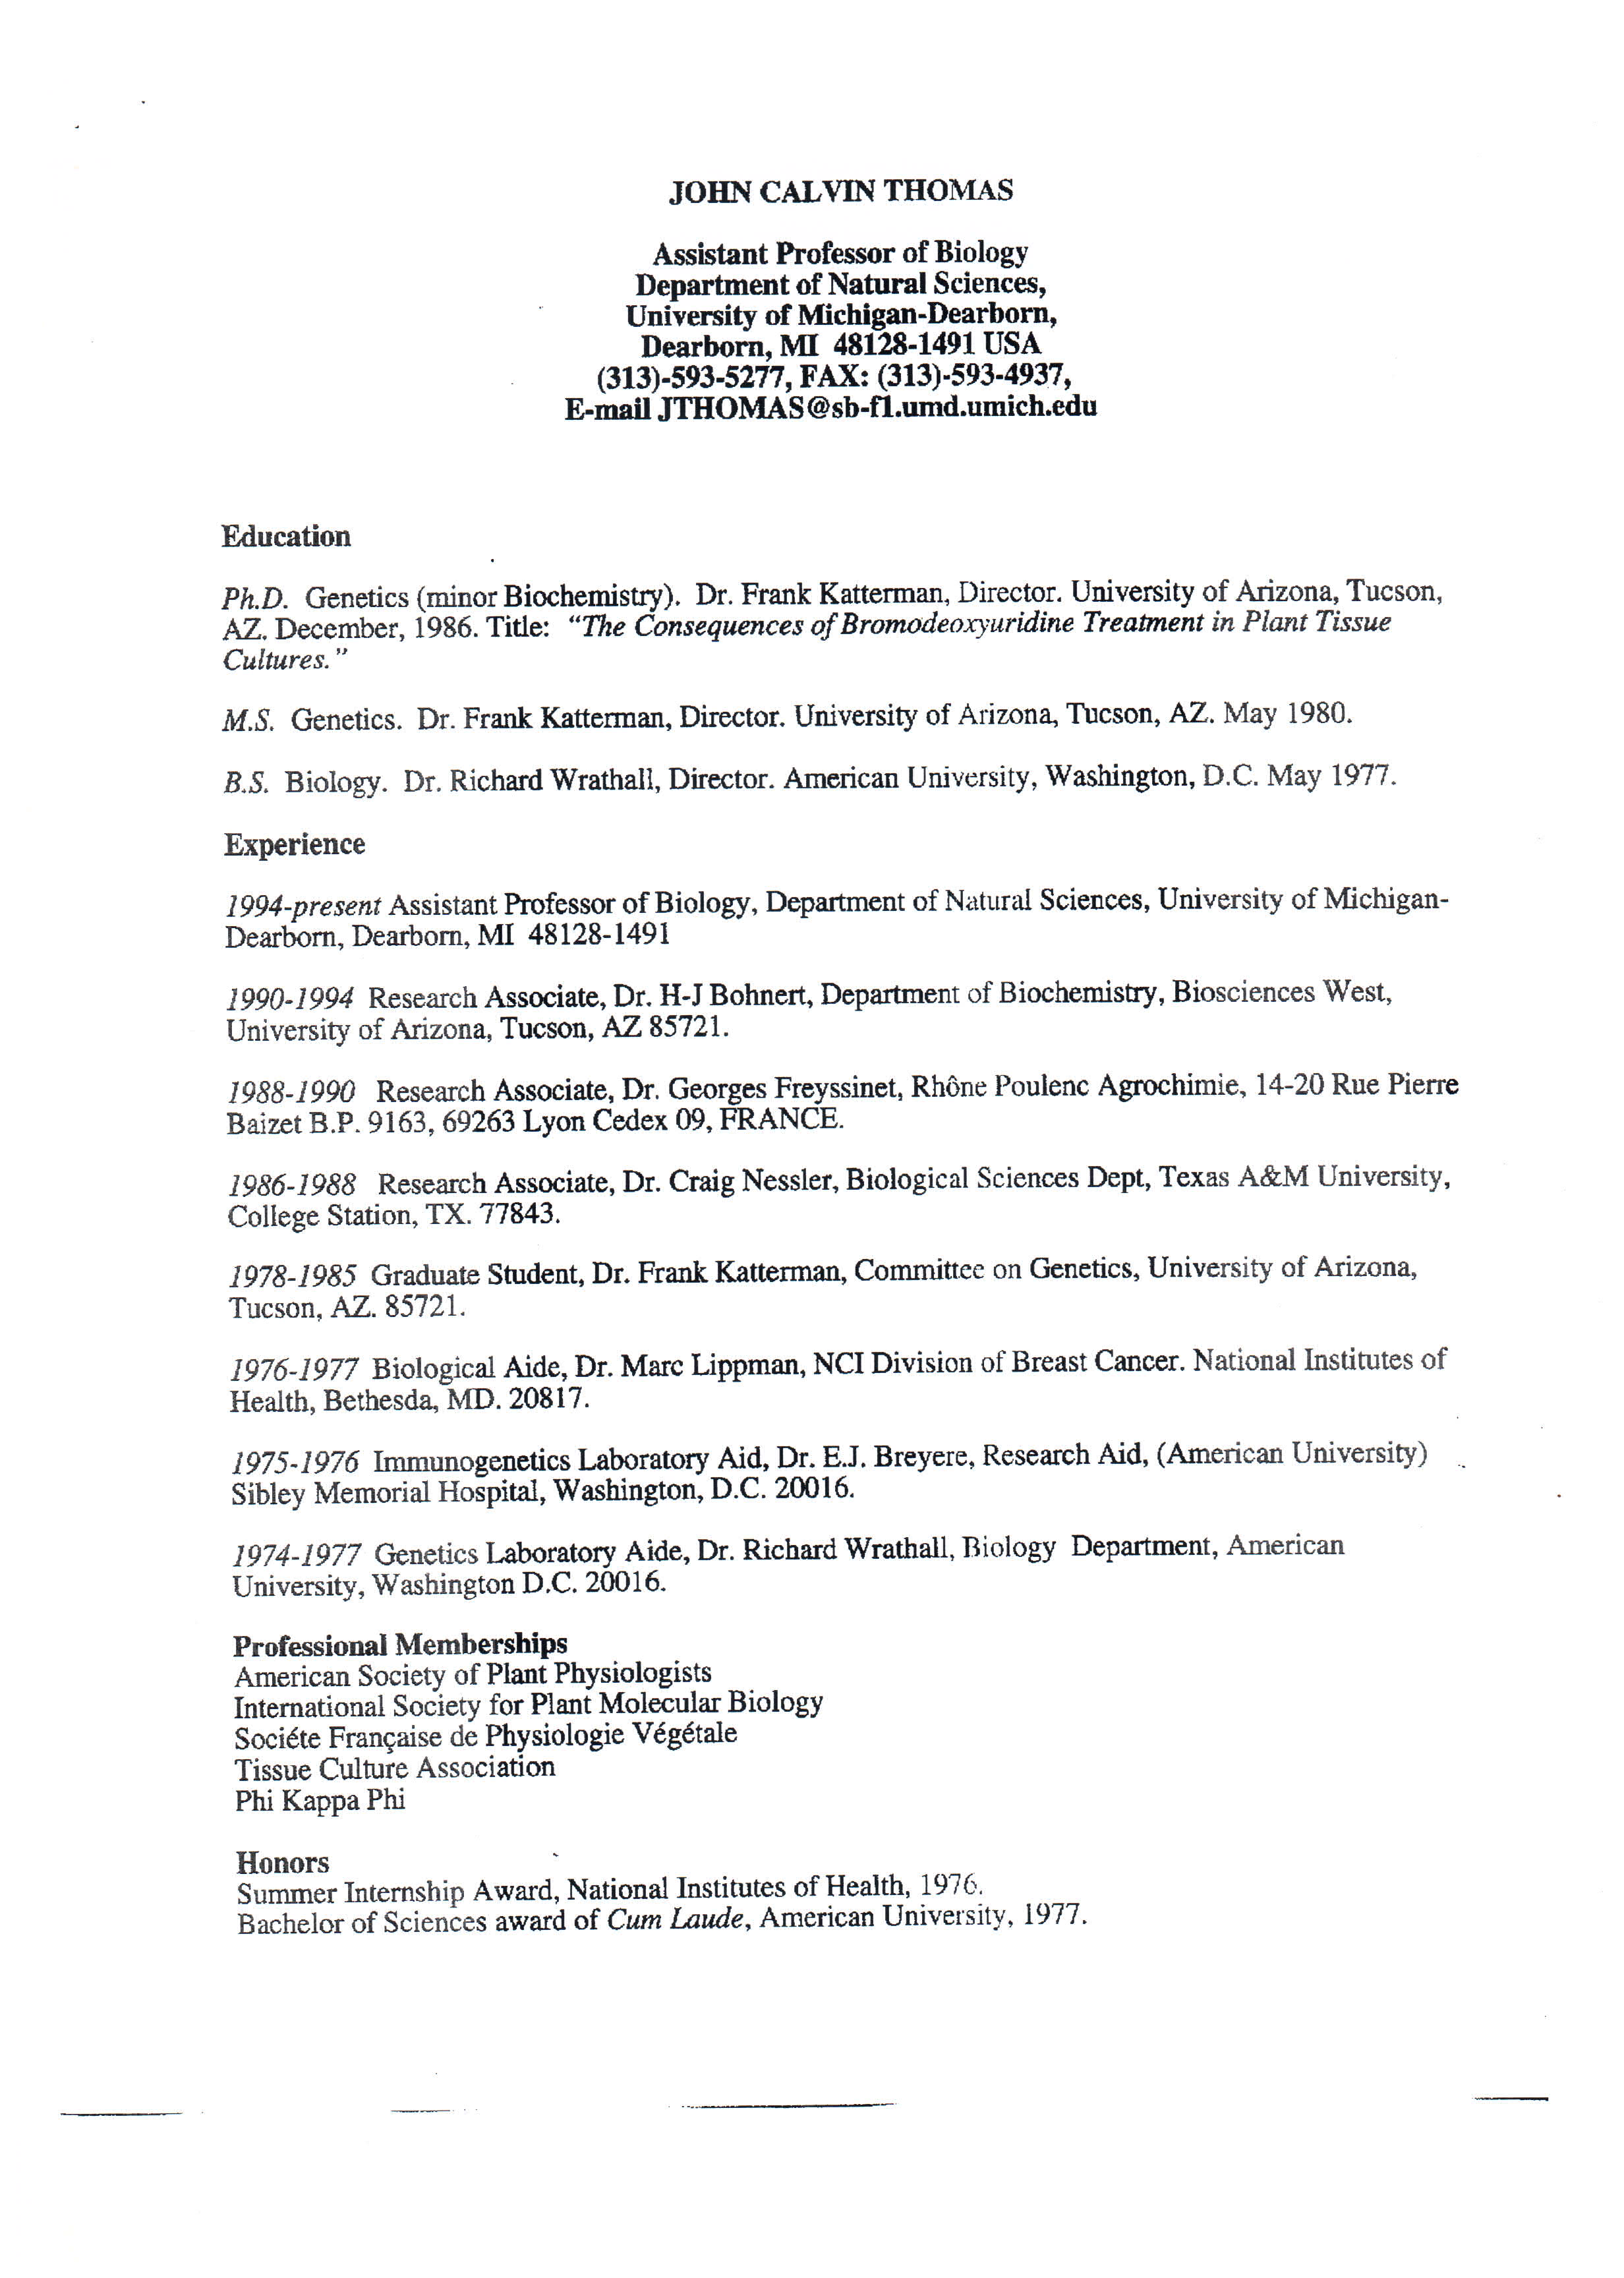 JOHN CALVIN THOMAS
Assistant Professor of Biology
Department of Natural Sciences,
University of Michigan-Dearborn,
Dearborn, MI 48128-1491 USA
(313)-593-5277, FAX: (313)-593-4937,
E-mail JTHOMAS@sb-f1.umd.umich.edu
Education
Ph.D. Genetics (minor Biochemistry). Dr. Frank Katterman, Director. University of Arizona, Tucson,
AZ. December, 1986. Title: “The Consequences of Bromodeoxyuridine Treatment in Plant Tissue
Cultures.”
M.S. Genetics. Dr. Frank Katterman, Director. University of Arizona, Tucson, AZ. May 1980.
B.S. Biology. Dr. Richard Wrathall, Director. American University, Washington, D.C. May 1977.
Experience
1994-present Assistant Professor of Biology, Department of Natural Sciences, University of Michigan-
Dearborn, Dearborn, MI 48128-1491
1990-1994 Research Associate, Dr. H-J Bohnert, Department of Biochemistry, Biosciences West,
University of Arizona, Tucson, AZ 85721.
1988-1990 Research Associate, Dr. Georges Freyssinet, Rhône Poulenc Agrochimie, 14-20 Rue Pierre
Baizet B.P. 9163, 69263 Lyon Cedex 09, FRANCE.
1986-1988 Research Associate, Dr. Craig Nessler, Biological Sciences Dept, Texas A&M University,
College Station, TX. 77843.
1978-1985 Graduate Student, Dr. Frank Katterman, Committee on Genetics, University of Arizona,
Tucson, AZ. 85721.
1976-1977 Biological Aide, Dr. Marc Lippman, NCI Division of Breast Cancer. National Institutes of
Health, Bethesda, MD. 20817.
1975-1976 Immunogenetics Laboratory Aid, Dr. E.J. Breyere, Research Aid, (American University)
Sibley Memorial Hospital, Washington, D.C. 20016.
1974-1977 Genetics Laboratory Aide, Dr. Richard Wrathall, Biology Department, American
University, Washington D.C. 20016.
Professional Memberships
American Society of Plant Physiologists
International Society for Plant Molecular Biology
Sociéte Française de Physiologie Végétale
Tissue Culture Association
Phi Kappa Phi
Honors
Summer Internship Award, National Institutes of Health, 1976.
Bachelor of Sciences award of Cum Laude, American University, 1977.